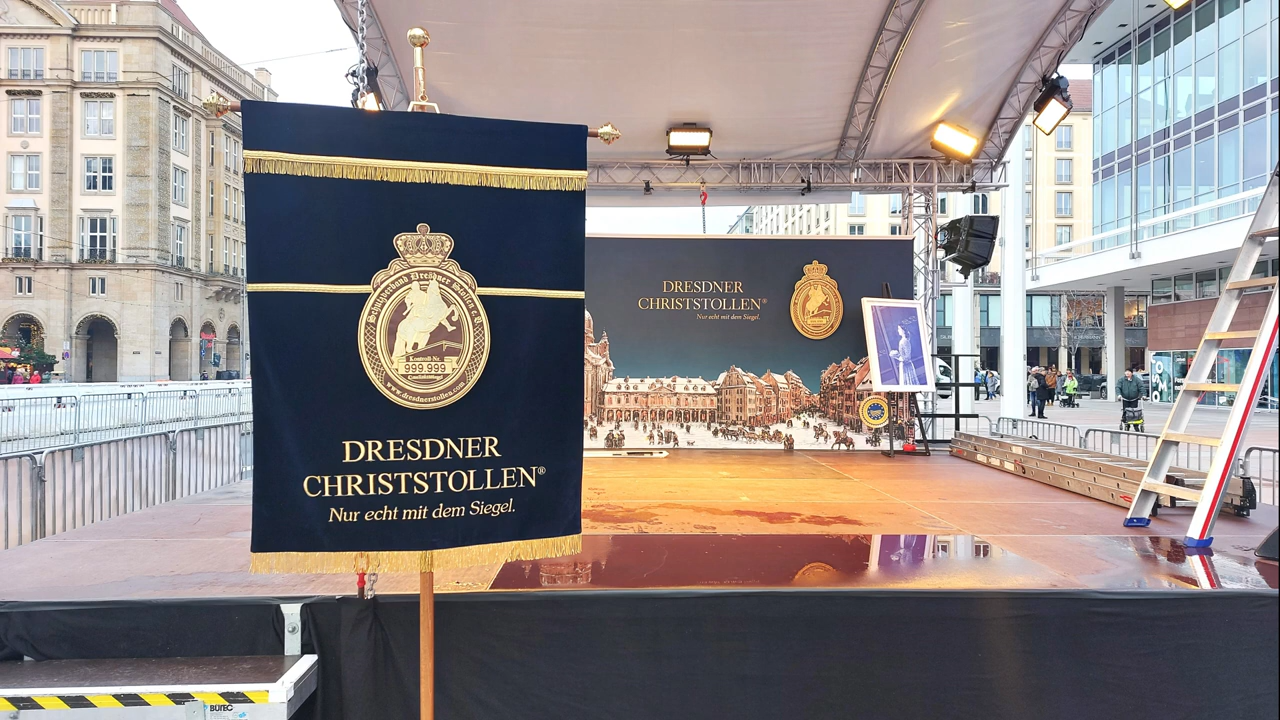 Schutzverband Dresdner Stollen e.V.
Kontroll-Nr.
999.999
www.dresdnerstollen.com
DRESDNER
CHRISTSTOLLEN®
Nur echt mit dem Siegel.
DRESDNER
CHRISTSTOLLEN®
Nur echt mit dem Siegel.
BÜTEC